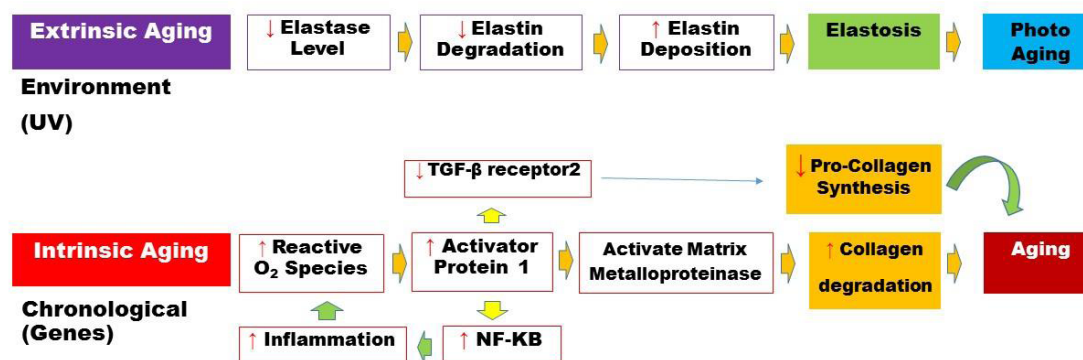 Extrinsic Aging
Environment
(UV)
↓ Elastase
Level
↓ Elastin
Degradation
↑ Elastin
Deposition
Elastosis
Photo
Aging
↓ TGF-β receptor2
↓ Pro-Collagen
Synthesis
Intrinsic Aging
Chronological
(Genes)
↑ Reactive
O₂ Species
↑ Activator
Protein 1
Activate Matrix
Metalloproteinase
↑ Collagen
degradation
Aging
↑ Inflammation
↑ NF-KB